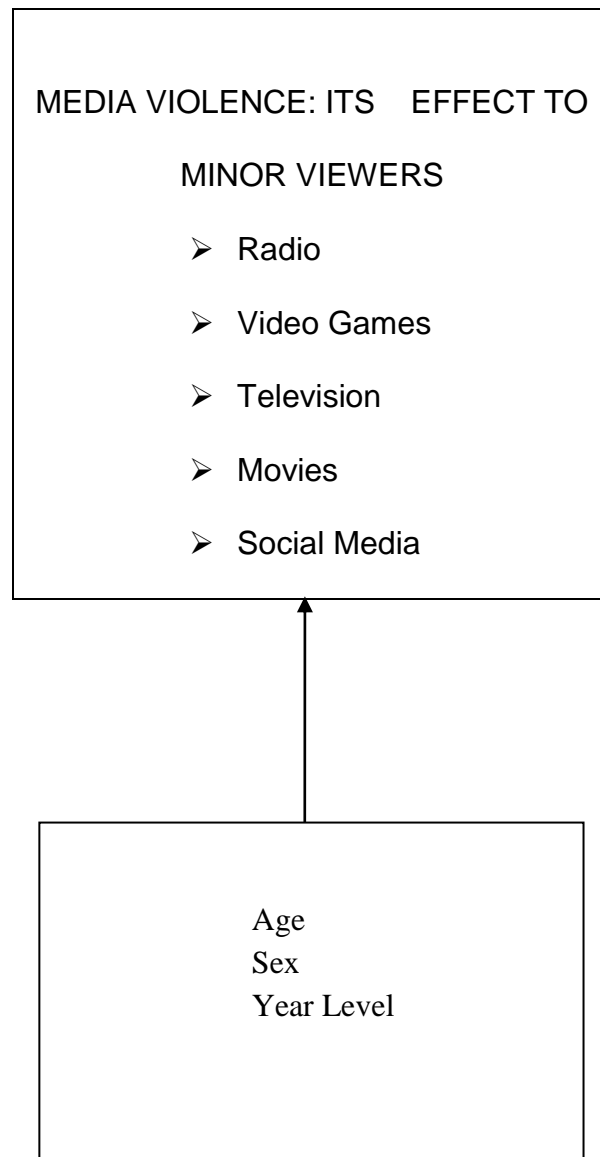 MEDIA VIOLENCE: ITS    EFFECT TO
MINOR VIEWERS
➢ Radio
➢ Video Games
➢ Television
➢ Movies
➢ Social Media
Age
Sex
Year Level